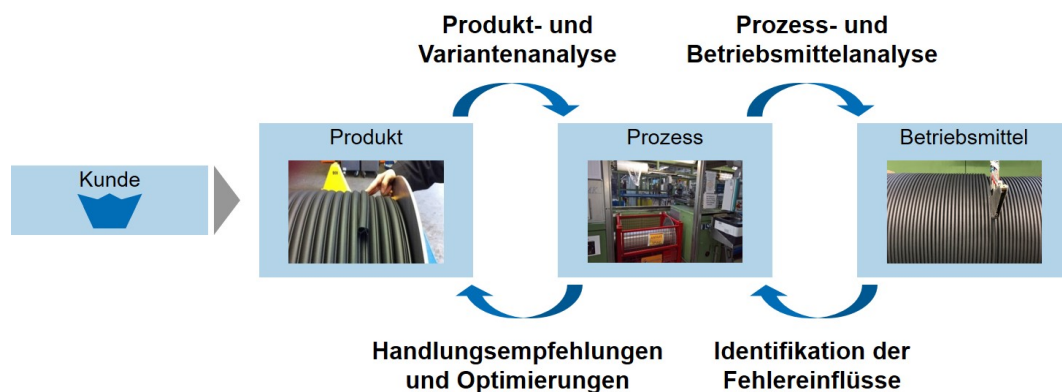 Produkt- und
Variantenanalyse
Prozess- und
Betriebsmittelanalyse
Kunde
Produkt
Prozess
Betriebsmittel
Handlungsempfehlungen
und Optimierungen
Identifikation der
Fehlereinflüsse